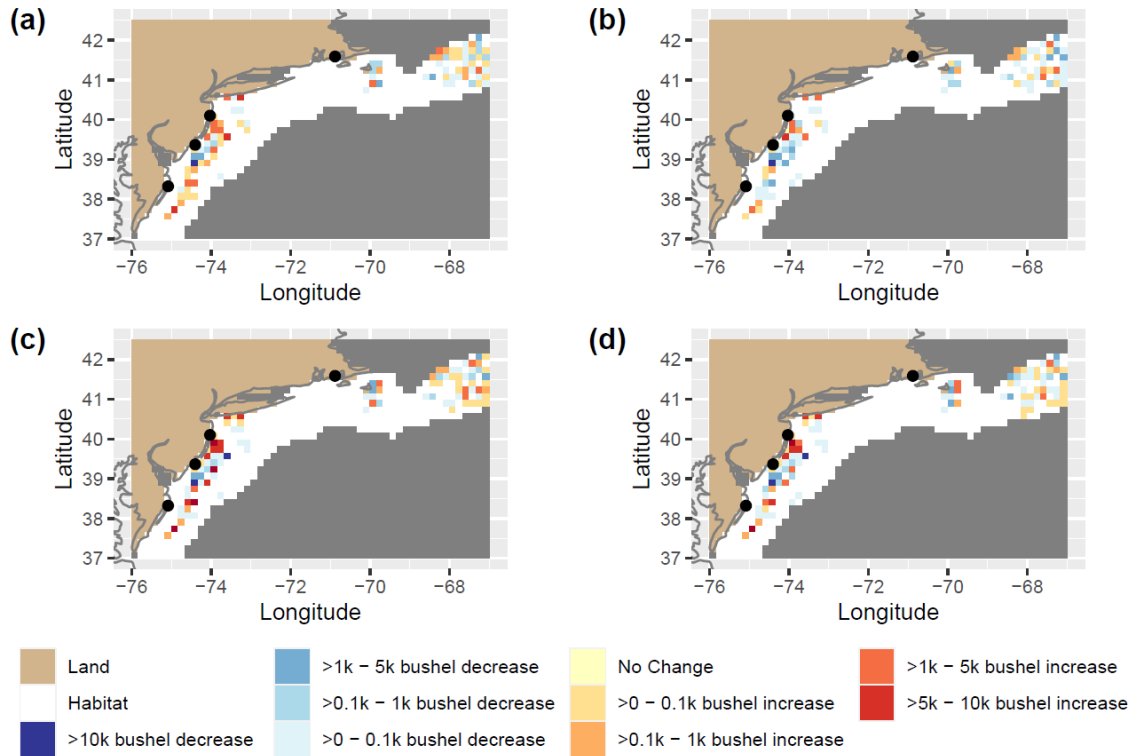 (a)
(b)
42
41
40
39
38
37
Latitude
−76
−74
−72
−70
−68
Longitude
42
41
40
39
38
37
Latitude
−76
−74
−72
−70
−68
Longitude
(c)
(d)
42
41
40
39
38
37
Latitude
−76
−74
−72
−70
−68
Longitude
42
41
40
39
38
37
Latitude
−76
−74
−72
−70
−68
Longitude
Land
>1k − 5k bushel decrease
No Change
>1k − 5k bushel increase
Habitat
>0.1k − 1k bushel decrease
>0 − 0.1k bushel increase
>5k − 10k bushel increase
>10k bushel decrease
>0 − 0.1k bushel decrease
>0.1k − 1k bushel increase